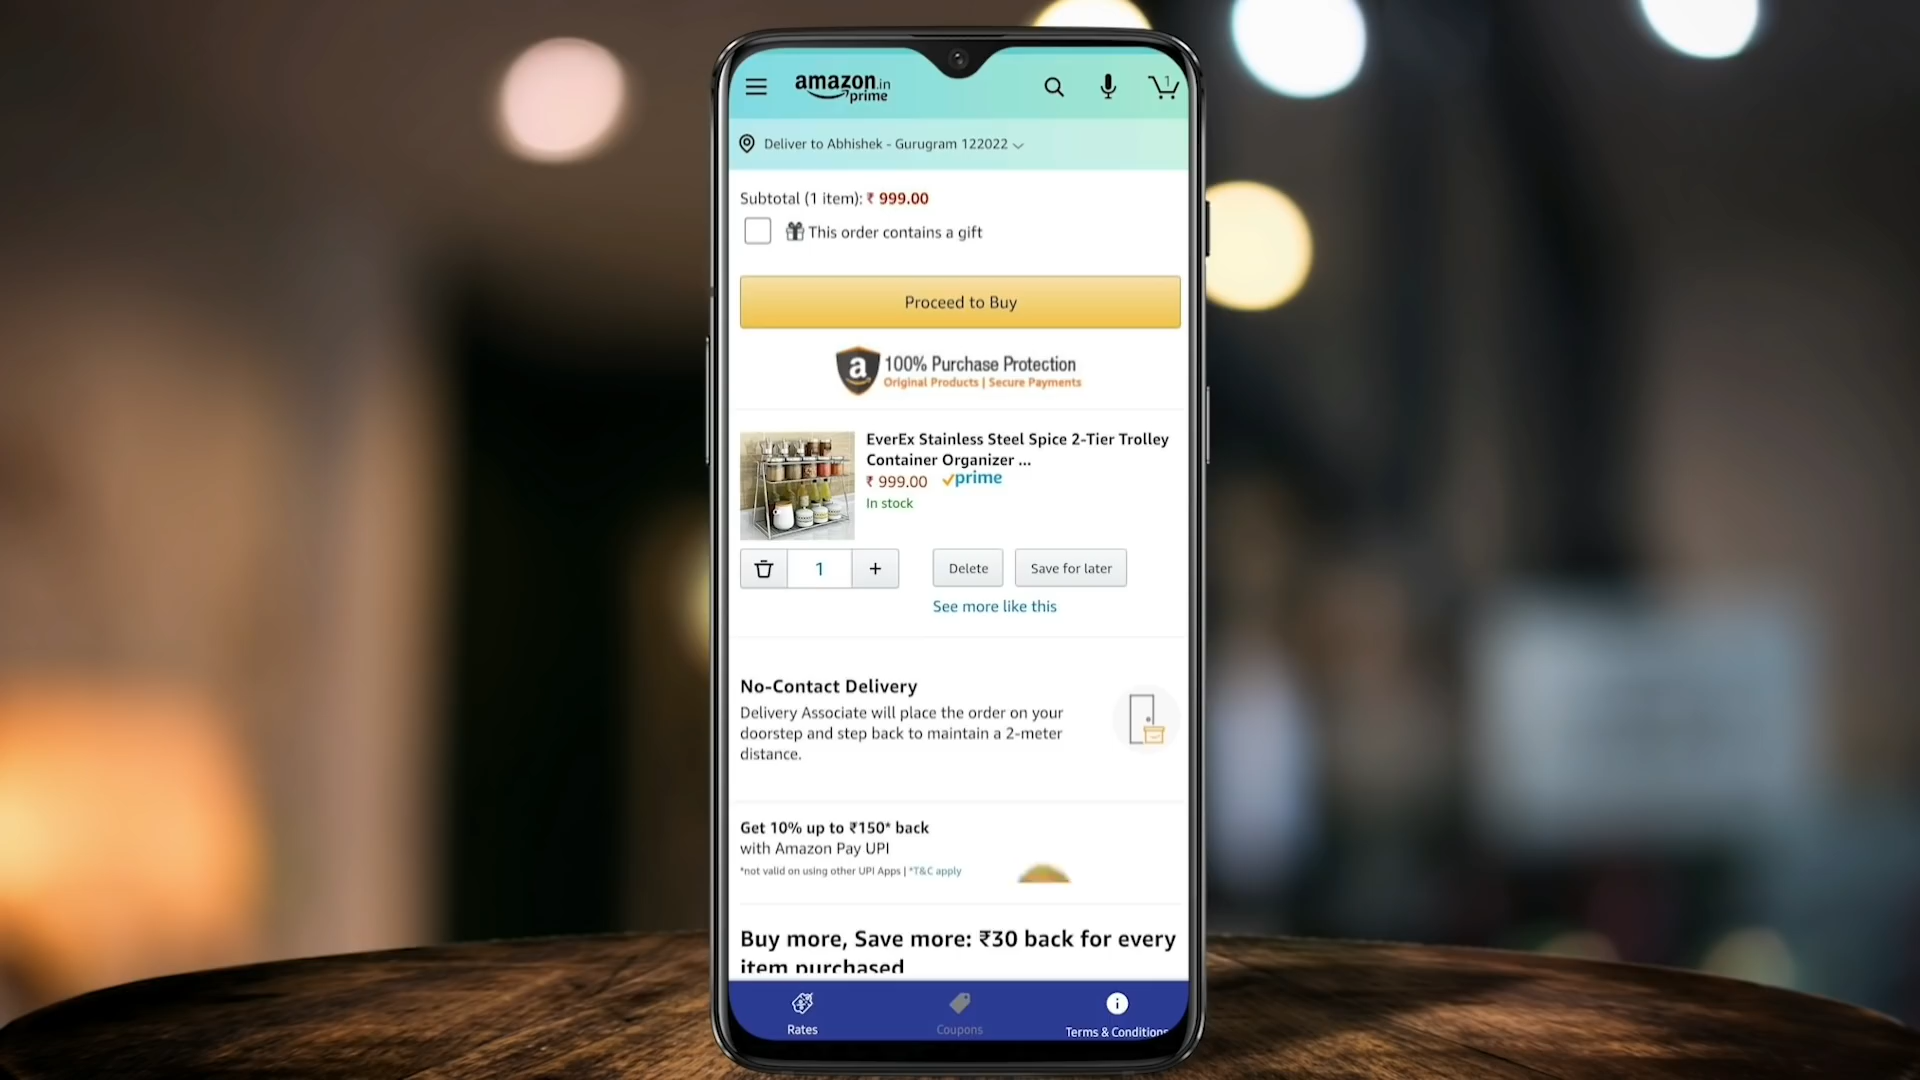 amazon.in
prime
1
Deliver to Abhishek - Gurugram 122022
Subtotal (1 item): ₹ 999.00
This order contains a gift
Proceed to Buy
a
100% Purchase Protection
Original Products | Secure Payments
EverEx Stainless Steel Spice 2-Tier Trolley
Container Organizer ...
₹ 999.00 prime
In stock
1 +
Delete
Save for later
See more like this
No-Contact Delivery
Delivery Associate will place the order on your
doorstep and step back to maintain a 2-meter
distance.
Get 10% up to ₹150* back
with Amazon Pay UPI
*not valid on using other UPI Apps | *T&C apply
Buy more, Save more: ₹30 back for every
item purchased
Rates
Coupons
Terms & Conditions